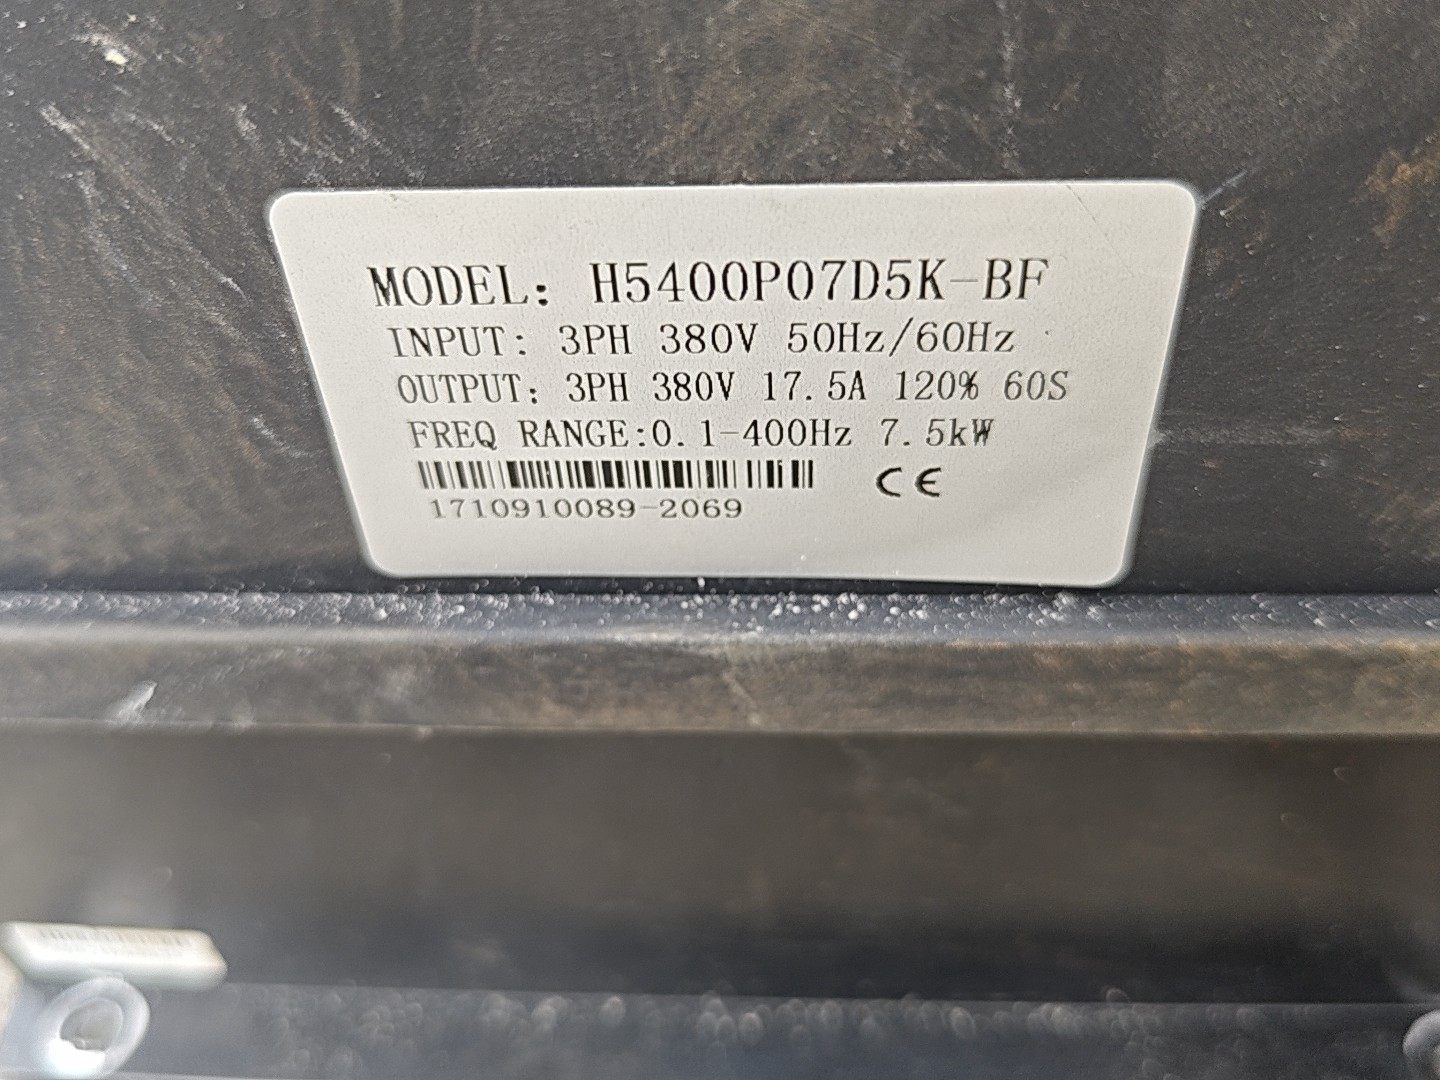 MODEL: H5400P07D5K-BF
INPUT: 3PH 380V 50Hz/60Hz
OUTPUT: 3PH 380V 17.5A 120% 60S
FREQ RANGE:0.1-400Hz 7.5kW
CE
1710910089-2069